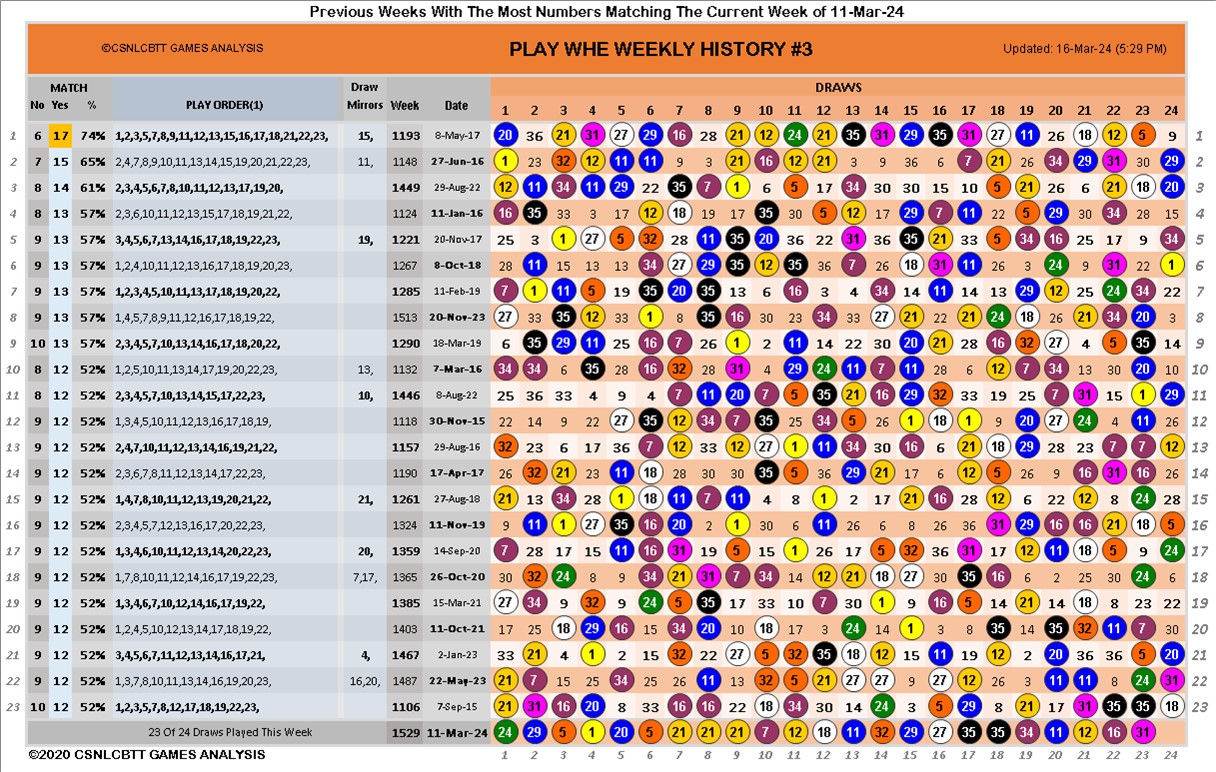 Previous Weeks With The Most Numbers Matching The Current Week of 11-Mar-24
©CSNLCBTT GAMES ANALYSIS PLAY WHE WEEKLY HISTORY #3 Updated: 16-Mar-24 (5:29 PM)
MATCH Draw DRAWS
No Yes % PLAY ORDER(1) Mirrors Week Date 1 2 3 4 5 6 7 8 9 10 11 12 13 14 15 16 17 18 19 20 21 22 23 24
1 6 17 74% 1,2,3,5,7,8,9,11,12,13,15,16,17,18,21,22,23, 15, 1193 8-May-17 20 36 21 31 27 29 16 28 21 12 24 21 35 31 29 35 31 27 11 26 18 12 5 9 1
2 7 15 65% 2,4,7,8,9,10,11,13,14,15,19,20,21,22,23, 11, 1148 27-Jun-16 1 23 32 12 11 11 9 3 21 16 12 21 3 9 36 6 7 21 26 34 29 31 30 29 2
3 8 14 61% 2,3,4,5,6,7,8,10,11,12,13,17,19,20, 1449 29-Aug-22 12 11 34 11 29 22 35 7 1 6 5 17 34 30 30 15 10 5 21 26 6 21 18 20 3
4 8 13 57% 2,3,6,10,11,12,13,15,17,18,19,21,22, 1124 11-Jan-16 16 35 33 3 17 12 18 19 17 35 30 5 12 17 29 7 11 22 5 29 30 34 28 15 4
5 9 13 57% 3,4,5,6,7,13,14,16,17,18,19,22,23, 19, 1221 20-Nov-17 25 3 1 27 5 32 28 11 35 20 36 22 31 36 35 21 33 5 34 16 25 17 9 34 5
6 9 13 57% 1,2,4,10,11,12,13,16,17,18,19,20,23, 1267 8-Oct-18 28 11 15 13 13 34 27 29 35 12 35 36 7 26 18 31 11 26 3 24 9 31 22 1 6
7 9 13 57% 1,2,3,4,5,10,11,13,17,18,19,20,22, 1285 11-Feb-19 7 1 11 5 19 35 20 35 13 6 16 3 4 34 14 11 14 13 29 12 25 24 34 22 7
8 9 13 57% 1,4,5,7,8,9,11,12,16,17,18,19,22, 1513 20-Nov-23 27 33 35 12 33 1 8 35 16 30 23 34 33 27 21 22 21 24 18 26 21 34 20 3 8
9 10 13 57% 2,3,4,5,7,10,13,14,16,17,18,20,22, 1290 18-Mar-19 6 35 29 11 25 16 7 9 1 2 11 14 22 30 16 21 28 16 32 27 4 5 35 14 9
10 8 12 52% 1,2,5,10,11,13,14,17,19,20,22,23, 13, 1132 7-Mar-16 34 34 6 35 28 16 32 28 31 4 29 24 11 7 11 28 6 12 7 34 13 30 20 10 10
11 8 12 52% 2,3,4,5,7,10,13,14,15,17,22,23, 10, 1446 8-Aug-22 25 36 33 4 9 4 7 11 20 7 5 35 21 16 29 32 33 19 25 7 31 15 1 29 11
12 9 12 52% 1,3,4,5,10,11,12,13,16,17,18,19, 1118 30-Nov-15 22 14 9 22 27 35 12 34 7 35 26 34 5 26 1 18 1 9 20 27 24 4 11 26 12
13 9 12 52% 2,4,7,10,11,12,13,14,16,19,21,22, 1157 29-Aug-16 32 23 6 17 36 7 12 33 12 27 1 11 34 30 16 6 21 18 29 28 23 7 7 12 13
14 9 12 52% 2,3,6,7,8,11,12,13,14,17,22,23, 1190 17-Apr-17 26 32 21 23 11 18 28 30 30 35 5 36 29 21 17 6 12 5 26 9 16 31 16 26 14
15 9 12 52% 1,4,7,8,10,11,12,13,19,20,21,22, 21, 1261 27-Aug-18 21 13 34 28 1 18 11 7 11 4 8 1 2 17 21 16 28 12 6 22 12 8 24 28 15
16 9 12 52% 2,3,4,5,7,12,13,16,17,20,22,23, 1324 11-Nov-19 9 11 1 27 35 16 20 2 1 30 6 11 26 6 8 26 36 31 29 16 16 21 18 5 16
17 9 12 52% 1,3,4,6,10,11,12,13,14,20,22,23, 20, 1359 14-Sep-20 7 28 17 15 11 16 31 19 5 15 1 26 17 5 32 36 31 17 12 11 18 5 9 24 17
18 9 12 52% 1,7,8,10,11,12,14,16,17,19,22,23, 7,17, 1365 26-Oct-20 30 32 24 8 9 34 21 31 7 34 14 12 21 18 27 30 35 16 6 2 25 30 24 6 18
19 9 12 52% 1,3,4,6,7,10,12,14,16,17,19,22, 1385 15-Mar-21 27 34 9 32 9 24 5 35 17 33 10 7 30 1 9 16 5 14 21 14 18 8 23 22 19
20 9 12 52% 1,2,4,5,10,12,13,14,17,18,19,22, 1403 11-Oct-21 17 25 18 29 16 15 34 20 10 18 17 3 24 14 1 3 8 35 14 35 32 11 7 30 20
21 9 12 52% 3,4,5,6,7,11,12,13,14,16,17,21, 4, 1467 2-Jan-23 33 21 4 1 2 15 32 22 27 5 32 35 18 12 15 11 19 12 2 20 36 36 5 20 21
22 9 12 52% 1,3,7,8,10,11,13,14,19,20,22,23, 16,20, 1487 22-May-23 21 7 15 25 34 25 26 11 13 32 5 21 27 27 9 27 12 26 3 11 11 8 24 31 22
23 10 12 52% 1,2,3,5,7,8,12,17,18,19,22,23, 1106 7-Sep-15 21 31 16 20 8 33 16 16 22 18 34 30 14 24 3 5 29 8 21 17 31 35 35 18 23
23 Of 24 Draws Played This Week 1529 11-Mar-24 24 29 5 1 20 5 21 21 21 7 12 18 11 32 29 27 35 35 34 11 12 16 31
©2020 CSNLCBTT GAMES ANALYSIS 1 2 3 4 5 6 7 8 9 10 11 12 13 14 15 16 17 18 19 20 21 22 23 24